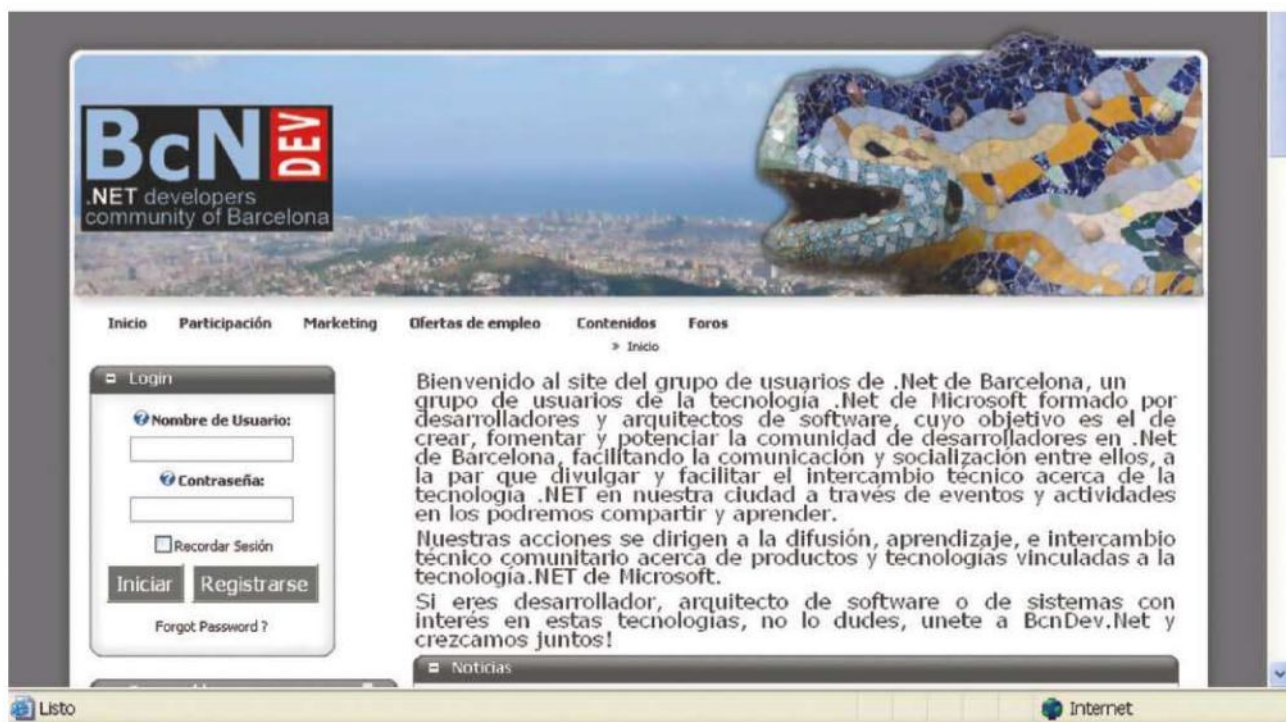 BcN DEV
.NET developers
community of Barcelona
Inicio Participación Marketing Ofertas de empleo Contenidos Foros
» Inicio
Login
Nombre de Usuario:
Contraseña:
Recordar Sesión
Iniciar Registrarse
Forgot Password ?
Bienvenido al site del grupo de usuarios de .Net de Barcelona, un
grupo de usuarios de la tecnología .Net de Microsoft formado por
desarrolladores y arquitectos de software, cuyo objetivo es el de
crear, fomentar y potenciar la comunidad de desarrolladores en .Net
de Barcelona, facilitando la comunicación y socialización entre ellos, a
la par que divulgar y facilitar el intercambio técnico acerca de la
tecnología .NET en nuestra ciudad a través de eventos y actividades
en los podremos compartir y aprender.
Nuestras acciones se dirigen a la difusión, aprendizaje, e intercambio
técnico comunitario acerca de productos y tecnologías vinculadas a la
tecnología.NET de Microsoft.
Si eres desarrollador, arquitecto de software o de sistemas con
interés en estas tecnologías, no lo dudes, unete a BcnDev.Net y
crezcamos juntos!
Noticias
Listo
Internet